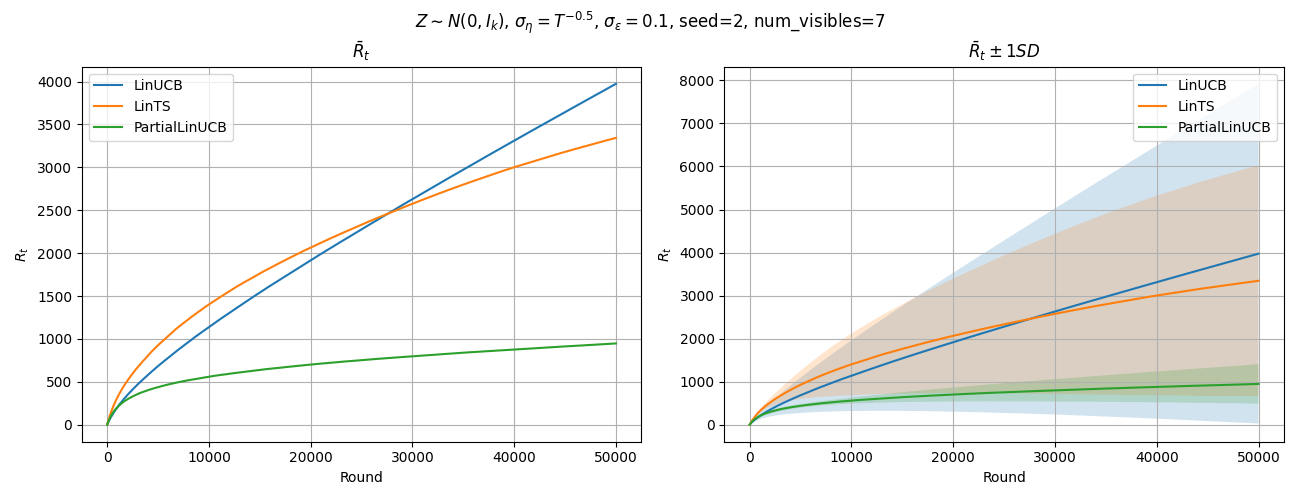 Z ∼ N(0, I_k), σ_η = T^{−0.5}, σ_ε = 0.1, seed=2, num_visibles=7
R̄_t
LinUCB
LinTS
PartialLinUCB
R_t
4000
3500
3000
2500
2000
1500
1000
500
0
0 10000 20000 30000 40000 50000
Round
R̄_t ± 1SD
LinUCB
LinTS
PartialLinUCB
R_t
8000
7000
6000
5000
4000
3000
2000
1000
0
0 10000 20000 30000 40000 50000
Round